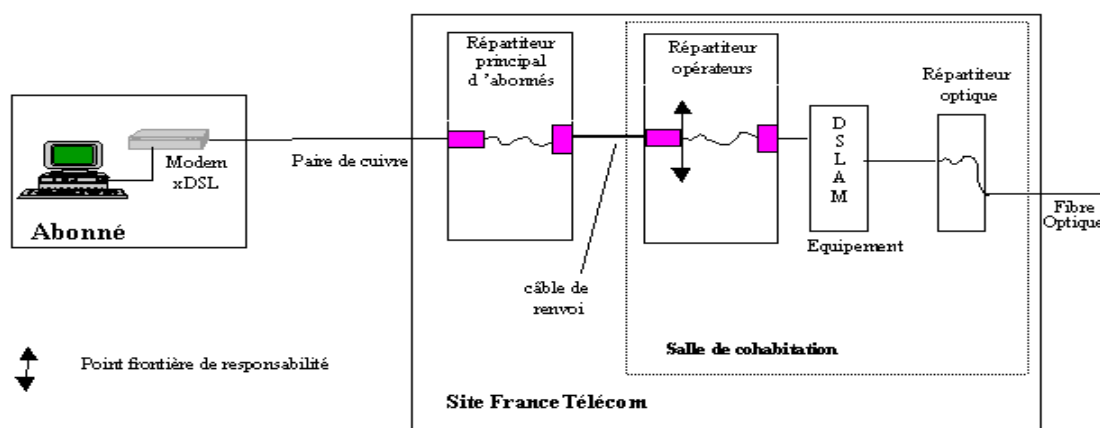 Répartiteur
principal
d 'abonnés
Répartiteur
opérateurs
Répartiteur
optique
D
S
L
A
M
Modem
xDSL
Paire de cuivre
Abonné
Fibre
Optique
Equipement
câble de
renvoi
Salle de cohabitation
Point frontière de responsabilité
Site France Télécom